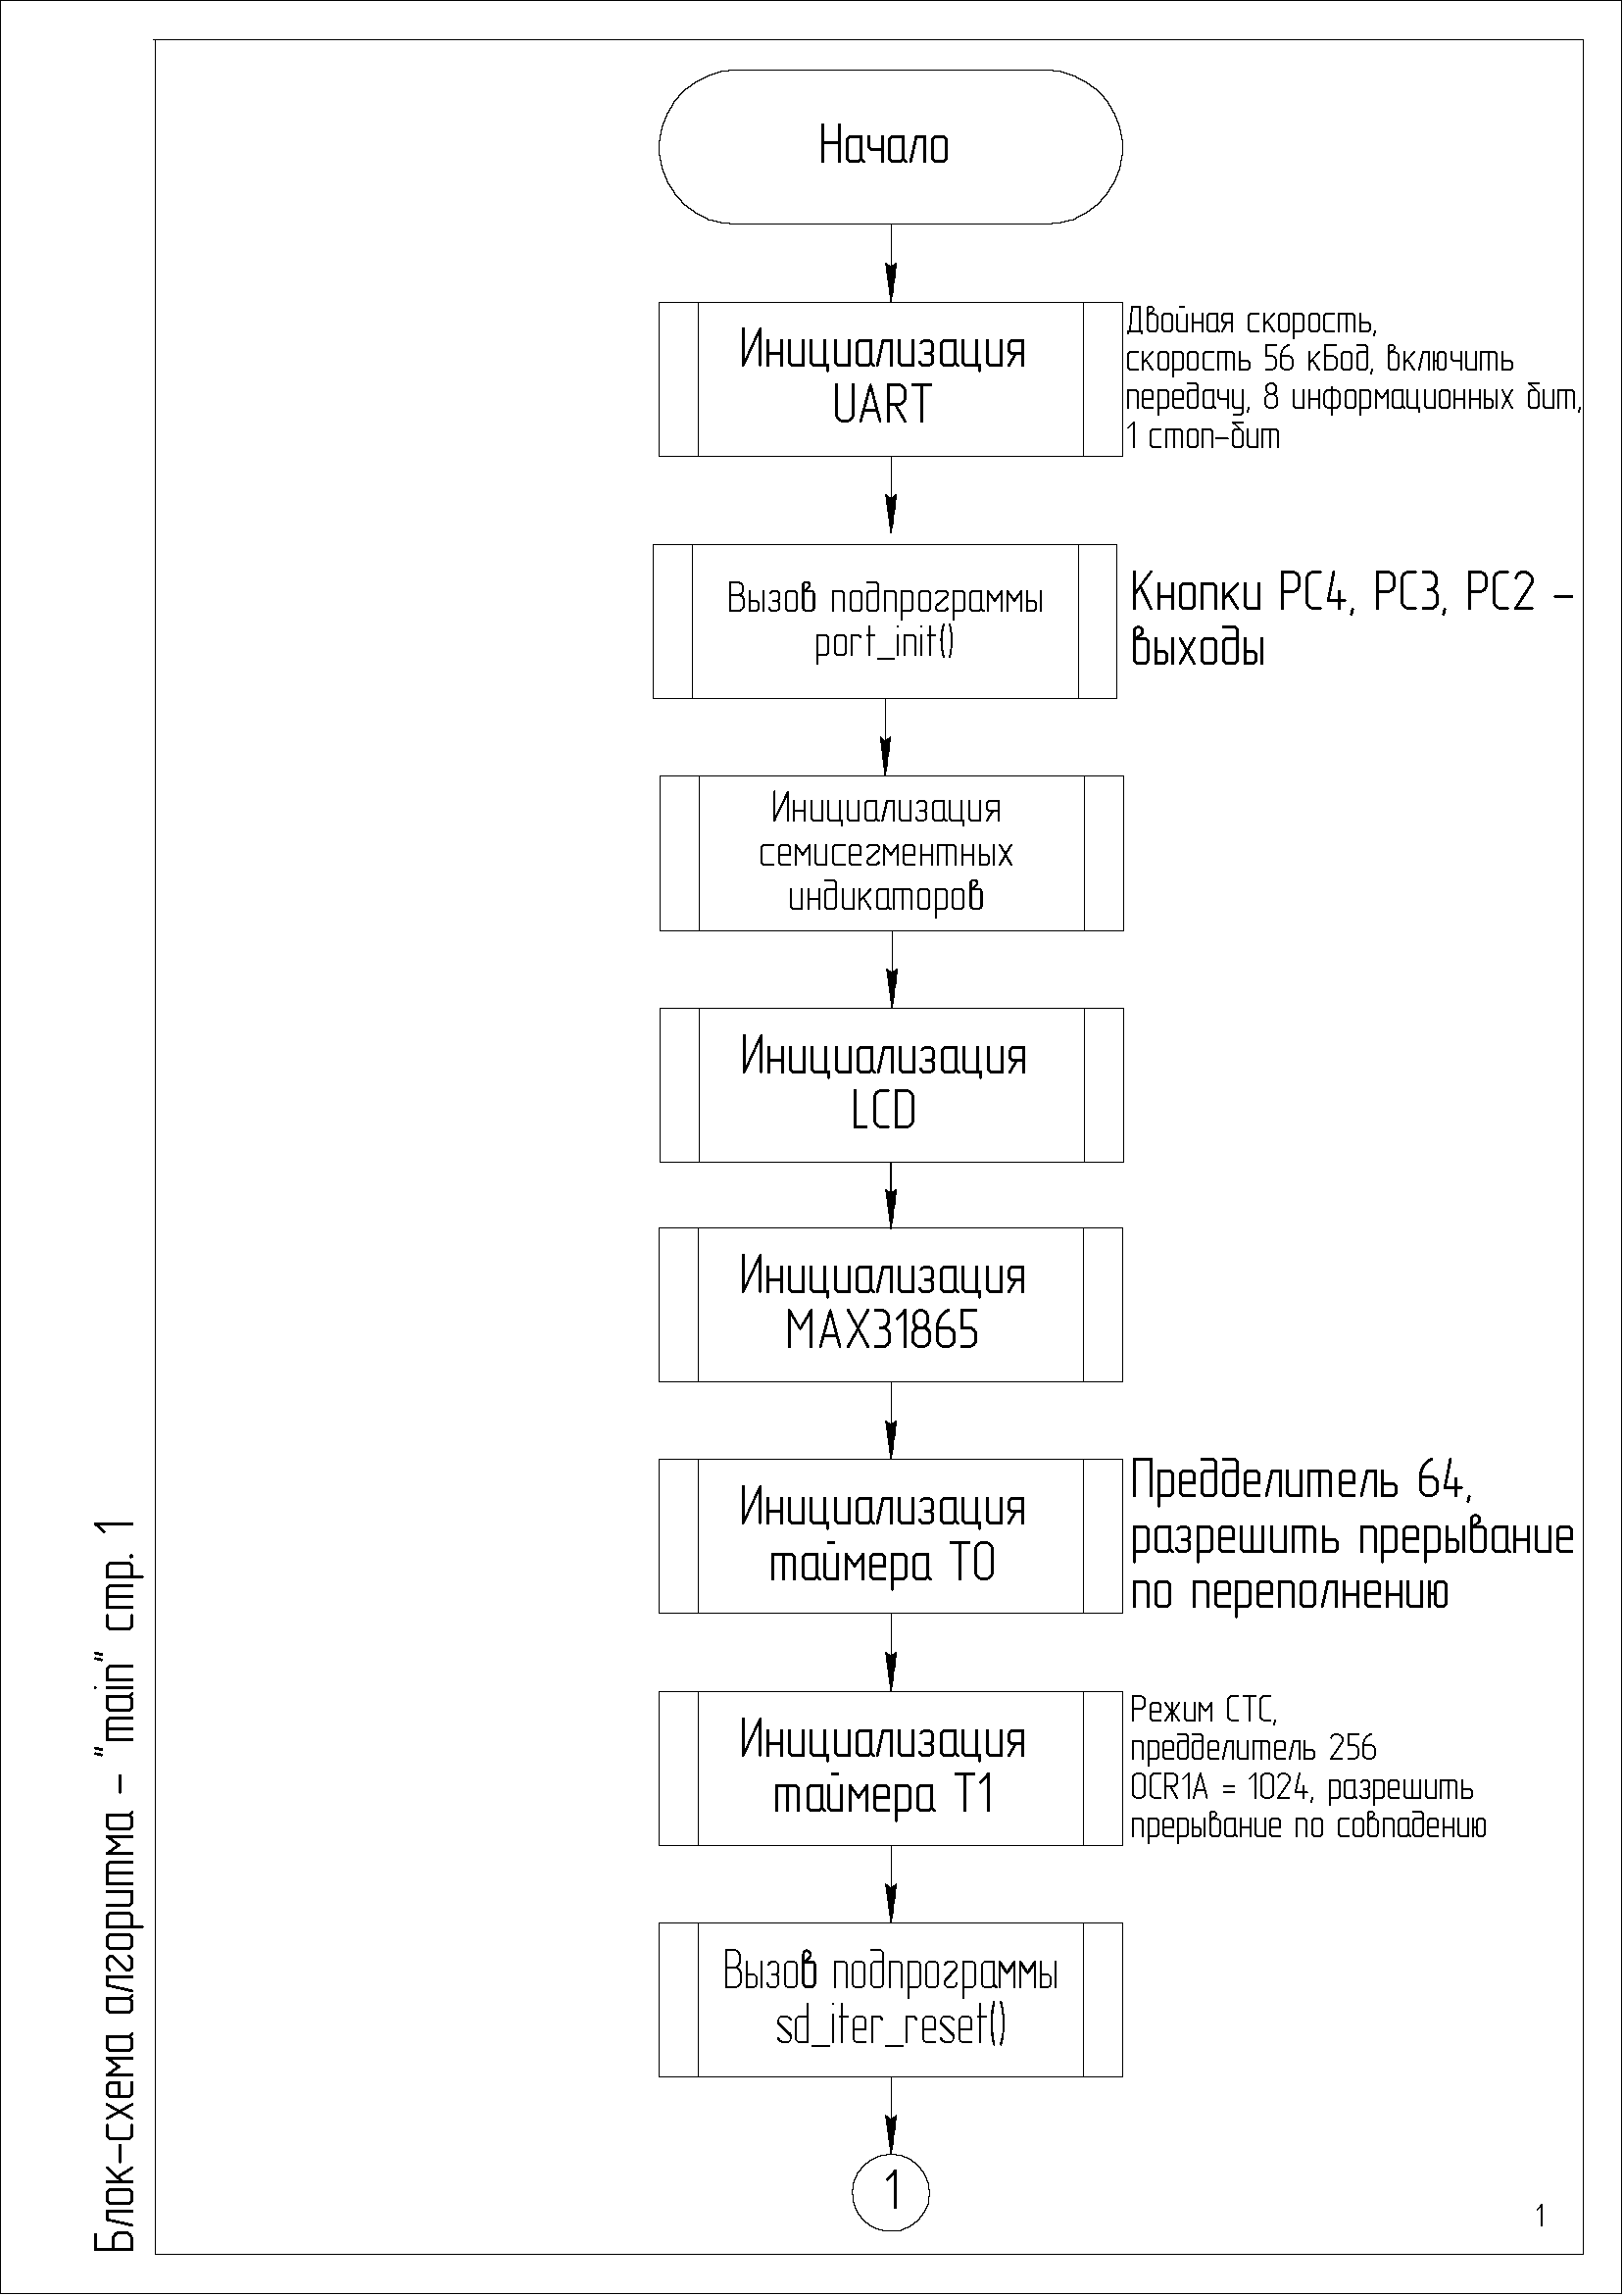 Начало
Инициализация
UART
Двойная скорость,
скорость 56 кБод, включить
передачу, 8 информационных бит,
1 стоп-бит
Вызов подпрограммы
port_init()
Кнопки PC4, PC3, PC2 -
выходы
Инициализация
семисегментных
индикаторов
Инициализация
LCD
Инициализация
MAX31865
Инициализация
таймера T0
Предделитель 64,
разрешить прерывание
по переполнению
Инициализация
таймера T1
Режим CTC,
предделитель 256
OCR1A = 1024, разрешить
прерывание по совпадению
Вызов подпрограммы
sd_iter_reset()
1
1
Блок-схема алгоритма - "main" стр. 1